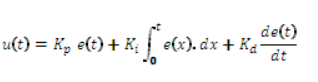 u(t) = K_p e(t) + K_i ∫_0^t e(x).dx + K_d de(t)/dt